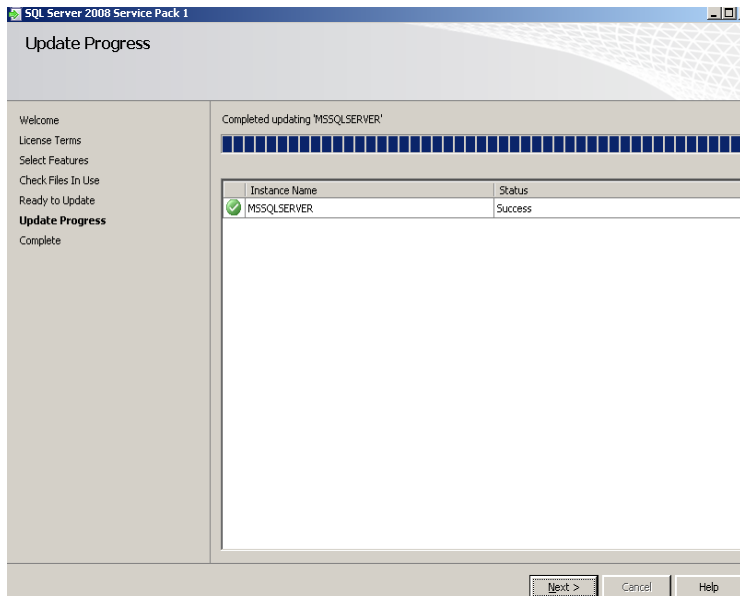 SQL Server 2008 Service Pack 1
Update Progress
Welcome
License Terms
Select Features
Check Files In Use
Ready to Update
Update Progress
Complete
Completed updating 'MSSQLSERVER'
Instance Name Status
MSSQLSERVER Success
Next > Cancel Help